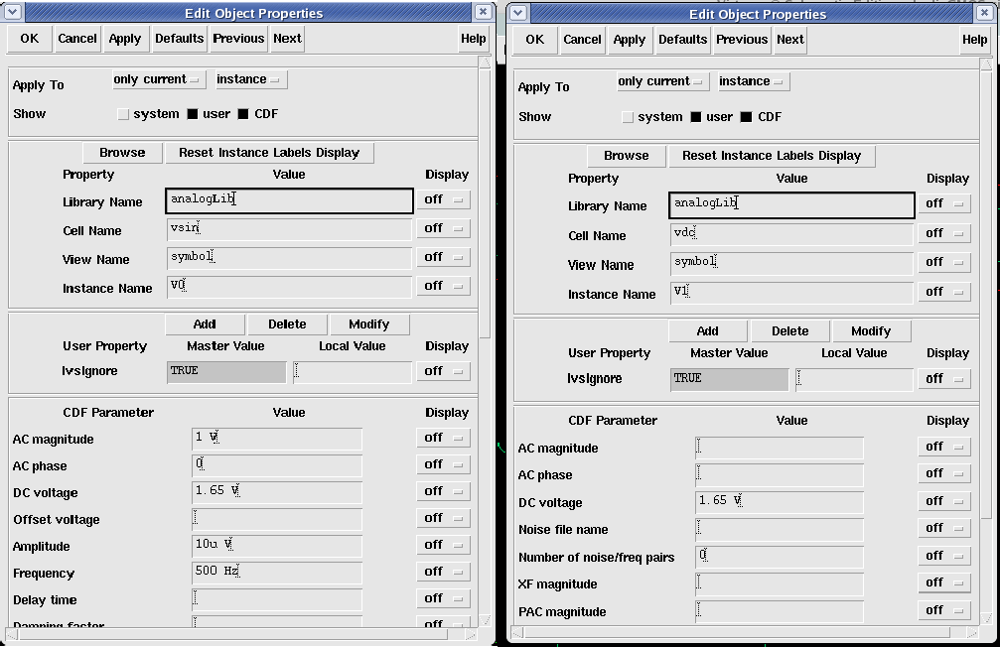 Edit Object Properties
OK Cancel Apply Defaults Previous Next Help
Apply To only current instance
Show system user CDF
Browse Reset Instance Labels Display
Property Value Display
Library Name analogLib off
Cell Name vsin off
View Name symbol off
Instance Name V0 off
Add Delete Modify
User Property Master Value Local Value Display
lvsIgnore TRUE off
CDF Parameter Value Display
AC magnitude 1 V off
AC phase 0 off
DC voltage 1.65 V off
Offset voltage off
Amplitude 10u V off
Frequency 500 Hz off
Delay time off
Damping factor off
Edit Object Properties
OK Cancel Apply Defaults Previous Next Help
Apply To only current instance
Show system user CDF
Browse Reset Instance Labels Display
Property Value Display
Library Name analogLib off
Cell Name vdc off
View Name symbol off
Instance Name V1 off
Add Delete Modify
User Property Master Value Local Value Display
lvsIgnore TRUE off
CDF Parameter Value Display
AC magnitude off
AC phase off
DC voltage 1.65 V off
Noise file name off
Number of noise/freq pairs 0 off
XF magnitude off
PAC magnitude off